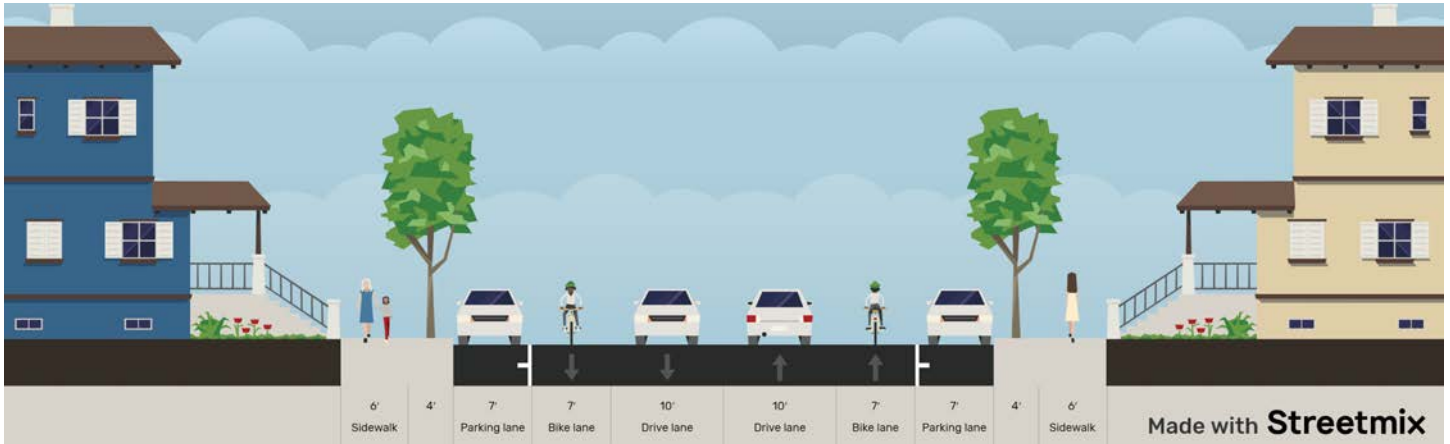 6′
Sidewalk
4′
7′
Parking lane
7′
Bike lane
10′
Drive lane
10′
Drive lane
7′
Bike lane
7′
Parking lane
4′
6′
Sidewalk
Made with Streetmix